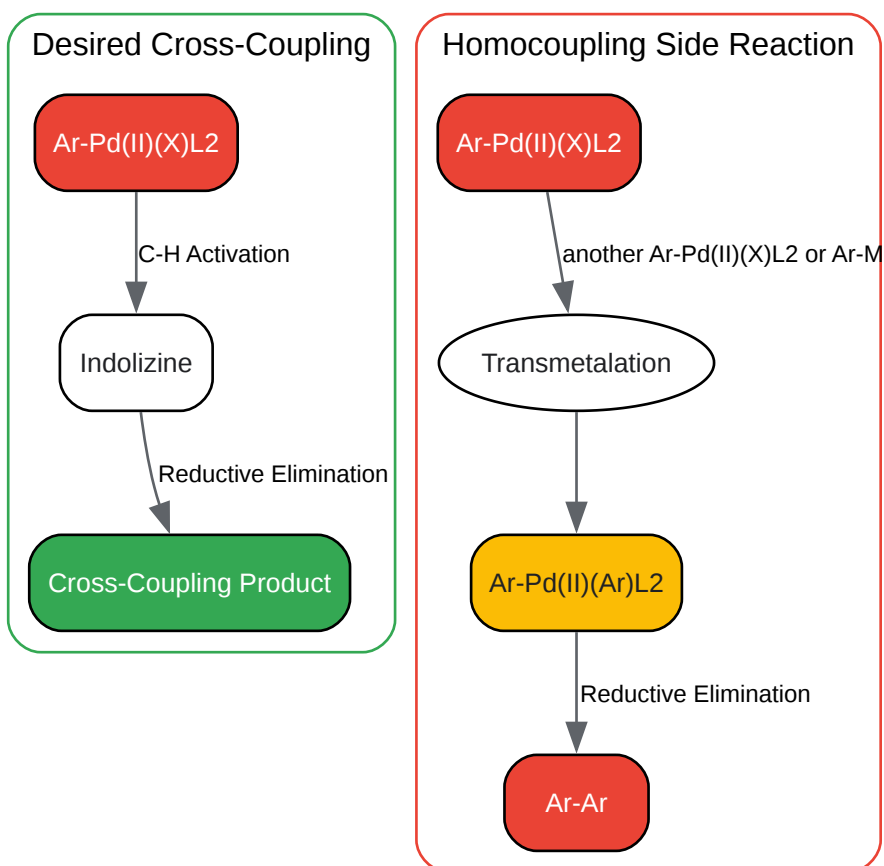 Desired Cross-Coupling
Ar-Pd(II)(X)L2
C-H Activation
Indolizine
Reductive Elimination
Cross-Coupling Product
Homocoupling Side Reaction
Ar-Pd(II)(X)L2
another Ar-Pd(II)(X)L2 or Ar-M
Transmetalation
Ar-Pd(II)(Ar)L2
Reductive Elimination
Ar-Ar